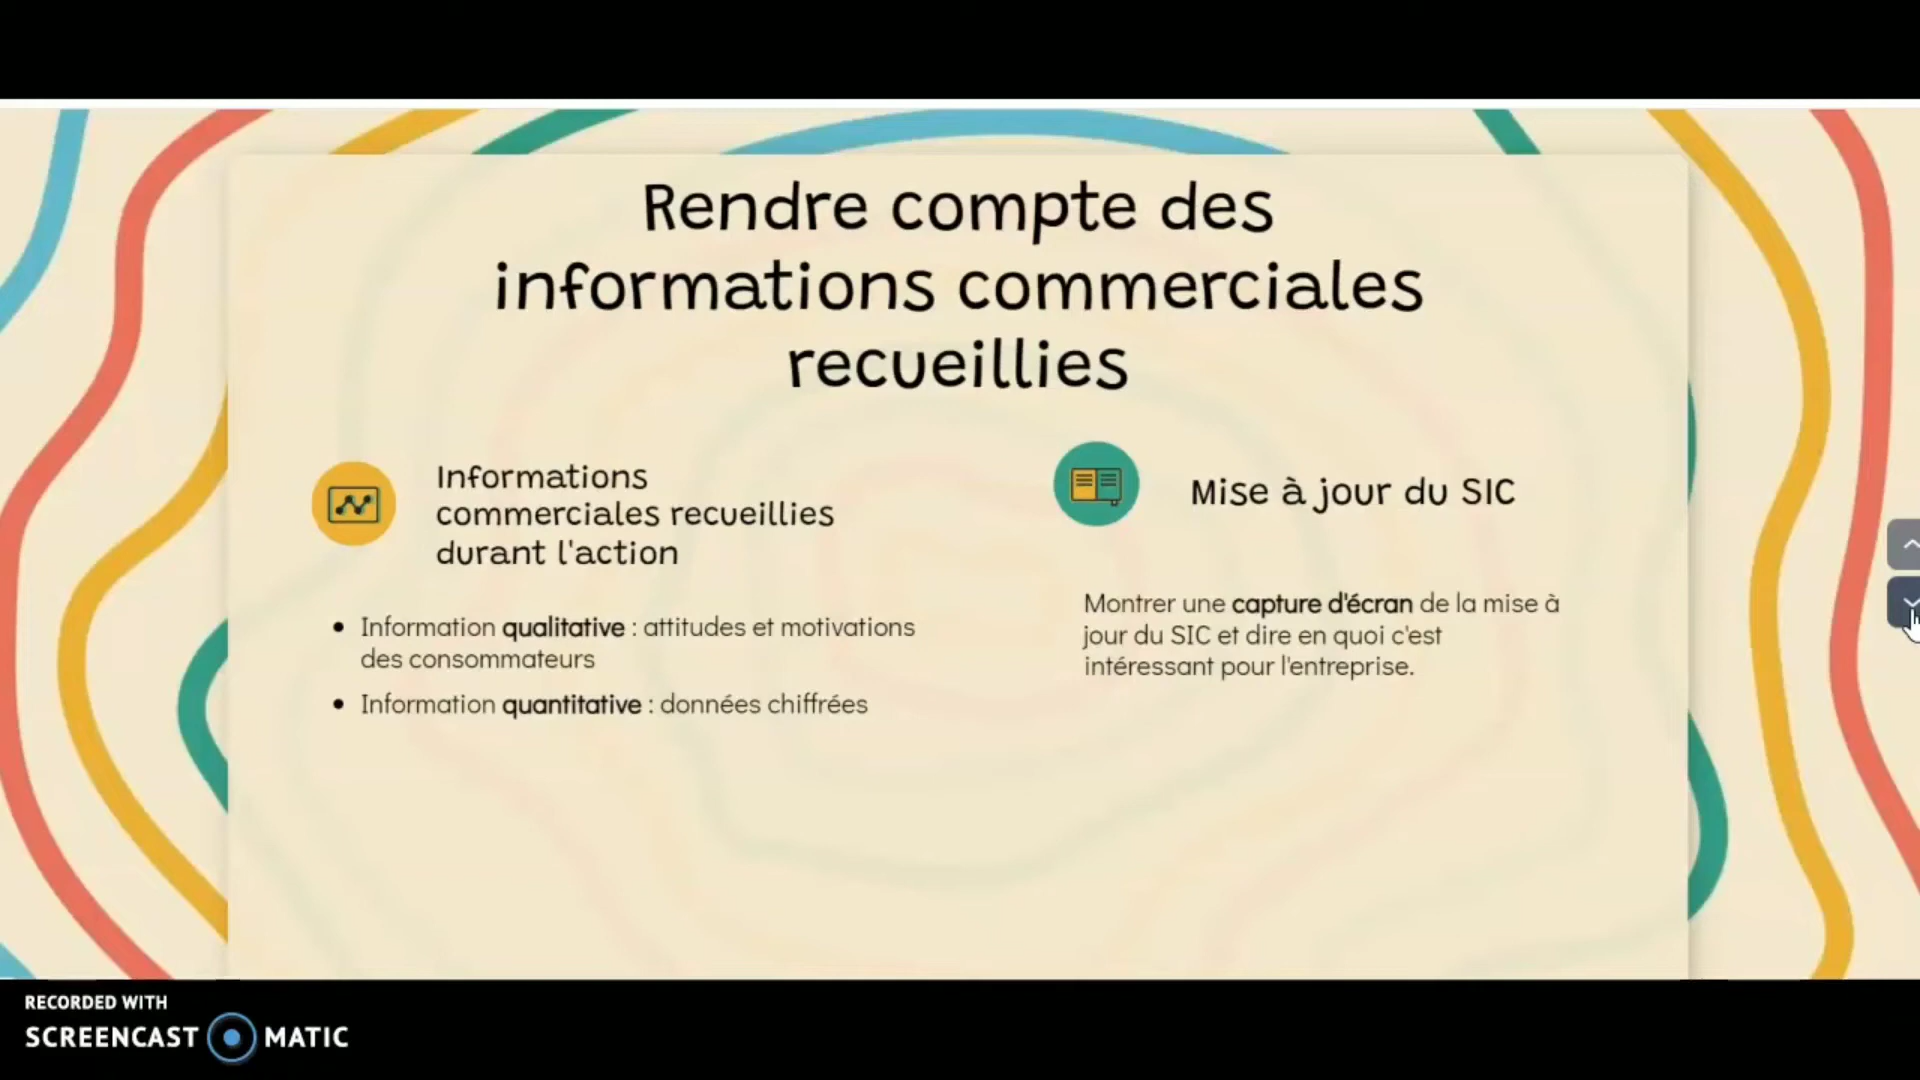 Rendre compte des
informations commerciales
recueillies
Informations
commerciales recueillies
durant l'action
• Information qualitative : attitudes et motivations
des consommateurs
• Information quantitative : données chiffrées
Mise à jour du SIC
Montrer une capture d'écran de la mise à
jour du SIC et dire en quoi c'est
intéressant pour l'entreprise.
RECORDED WITH
SCREENCAST MATIC